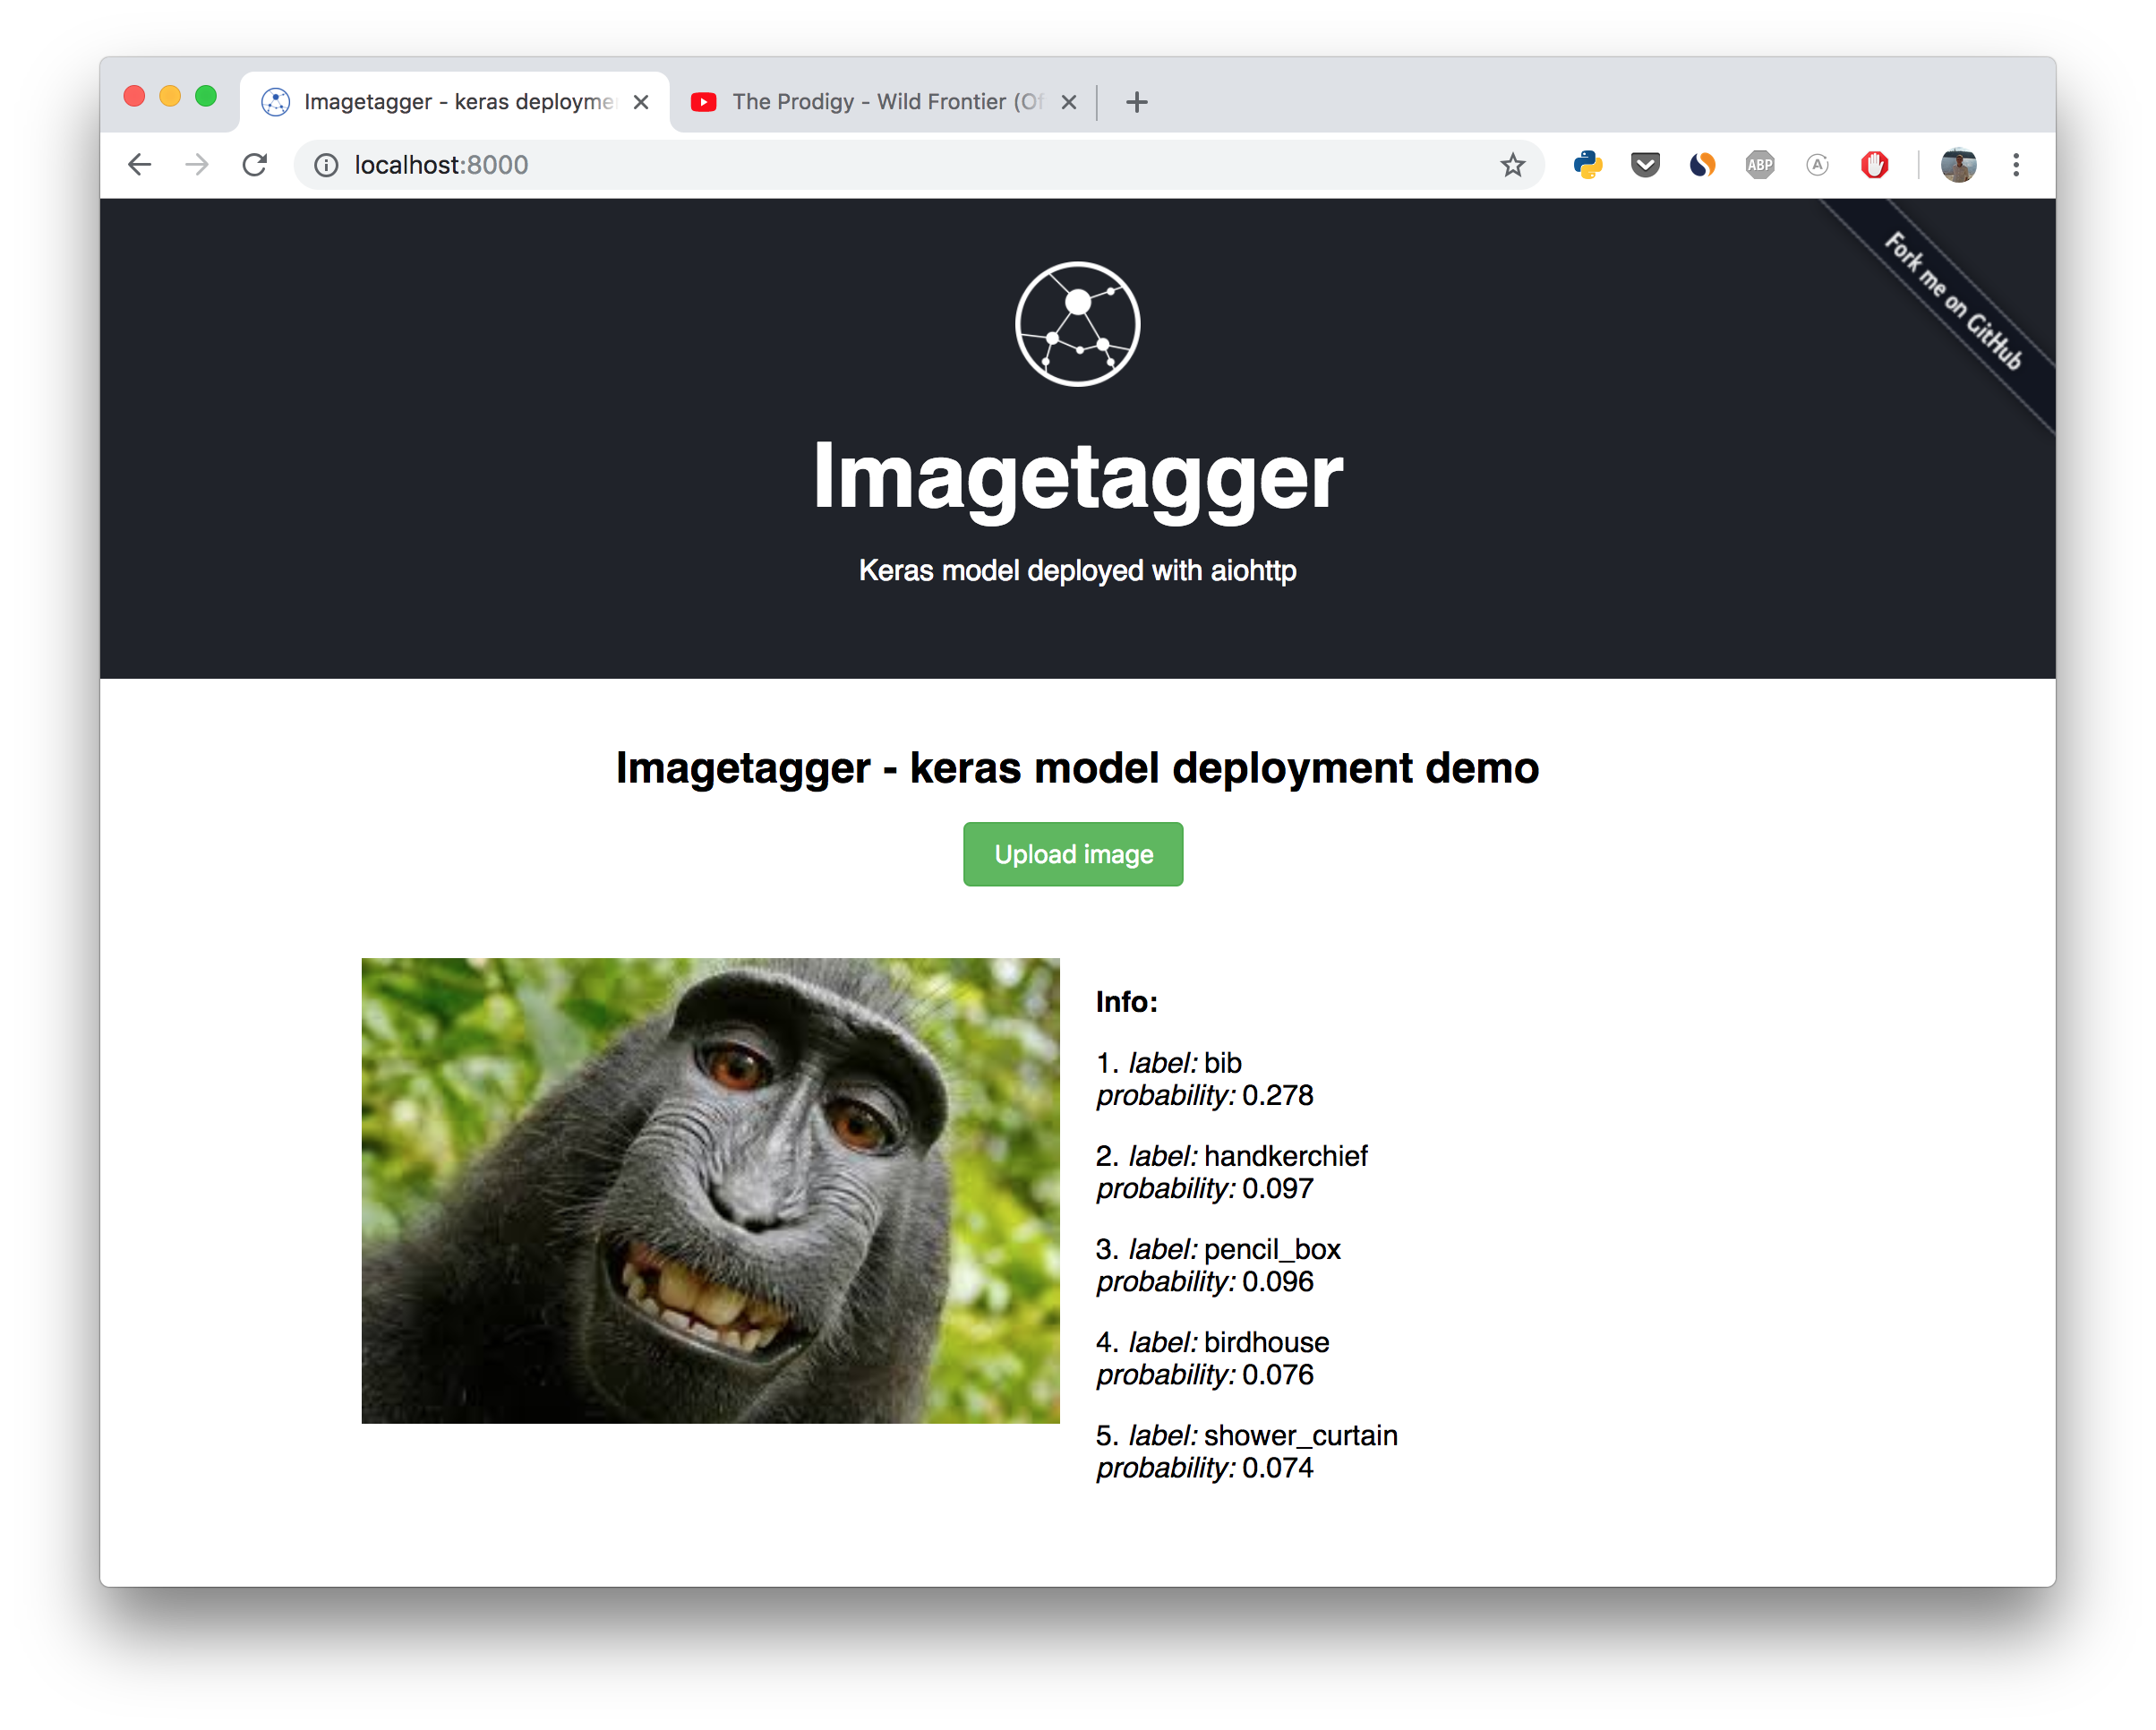 Imagetagger - keras deployme
The Prodigy - Wild Frontier (Of
localhost:8000
ABP
A
Fork me on GitHub
Imagetagger
Keras model deployed with aiohttp
Imagetagger - keras model deployment demo
Upload image
Info:
1. label: bib
probability: 0.278
2. label: handkerchief
probability: 0.097
3. label: pencil_box
probability: 0.096
4. label: birdhouse
probability: 0.076
5. label: shower_curtain
probability: 0.074